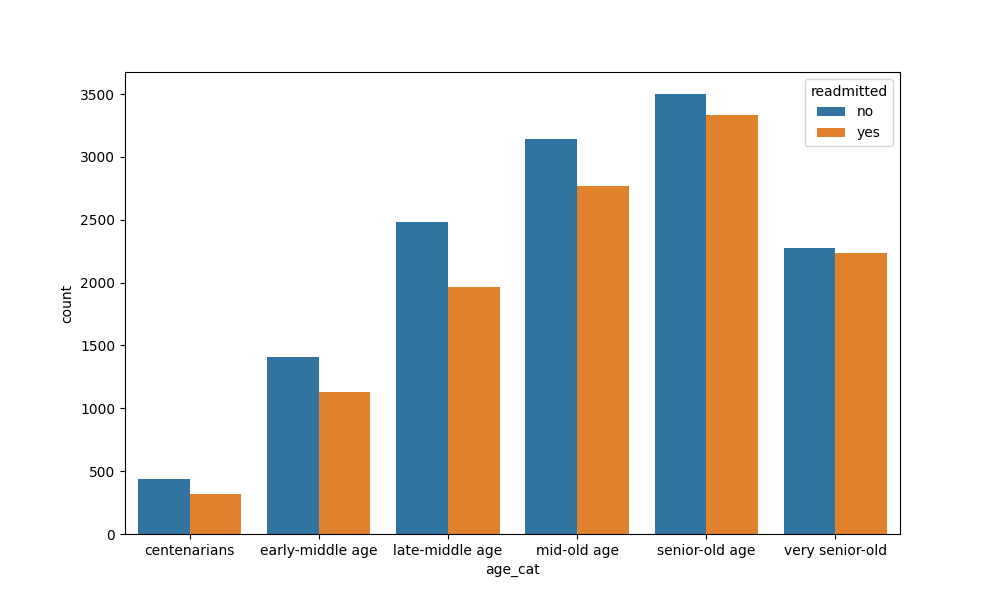 readmitted
no
yes
3500
3000
2500
2000
1500
1000
500
0
count
centenarians early-middle age late-middle age mid-old age senior-old age very senior-old
age_cat